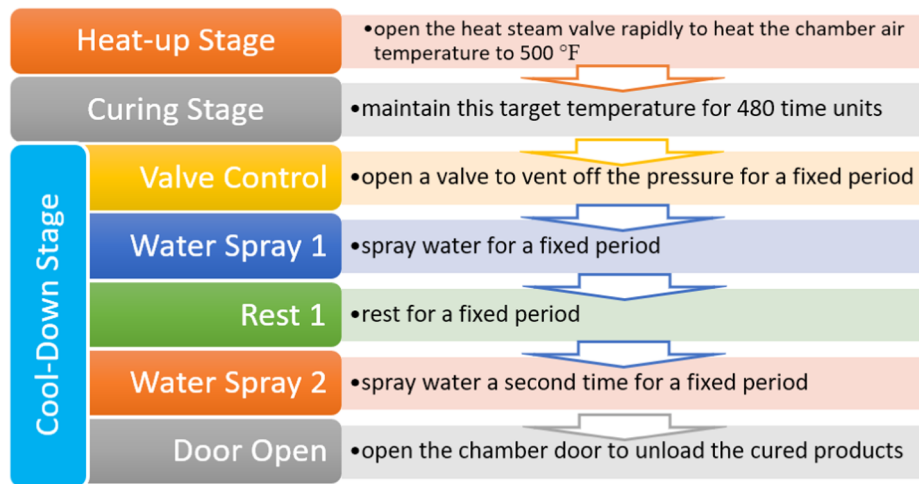 Heat-up Stage
•open the heat steam valve rapidly to heat the chamber air
temperature to 500 °F
Curing Stage
•maintain this target temperature for 480 time units
Cool-Down Stage
Valve Control
•open a valve to vent off the pressure for a fixed period
Water Spray 1
•spray water for a fixed period
Rest 1
•rest for a fixed period
Water Spray 2
•spray water a second time for a fixed period
Door Open
•open the chamber door to unload the cured products